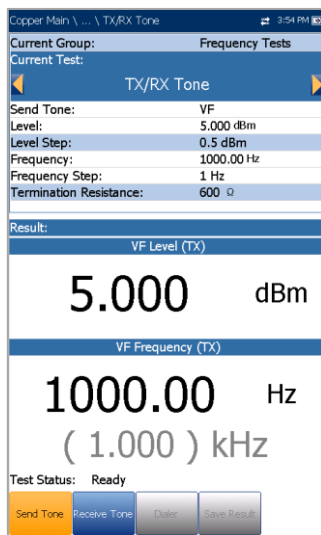 Copper Main \ ... \ TX/RX Tone 3:54 PM
Current Group: Frequency Tests
Current Test:
TX/RX Tone
Send Tone: VF
Level: 5.000 dBm
Level Step: 0.5 dBm
Frequency: 1000.00 Hz
Frequency Step: 1 Hz
Termination Resistance: 600 Ω
Result:
VF Level (TX)
5.000 dBm
VF Frequency (TX)
1000.00 Hz
( 1.000 ) kHz
Test Status: Ready
Send Tone Receive Tone Dialer Save Result